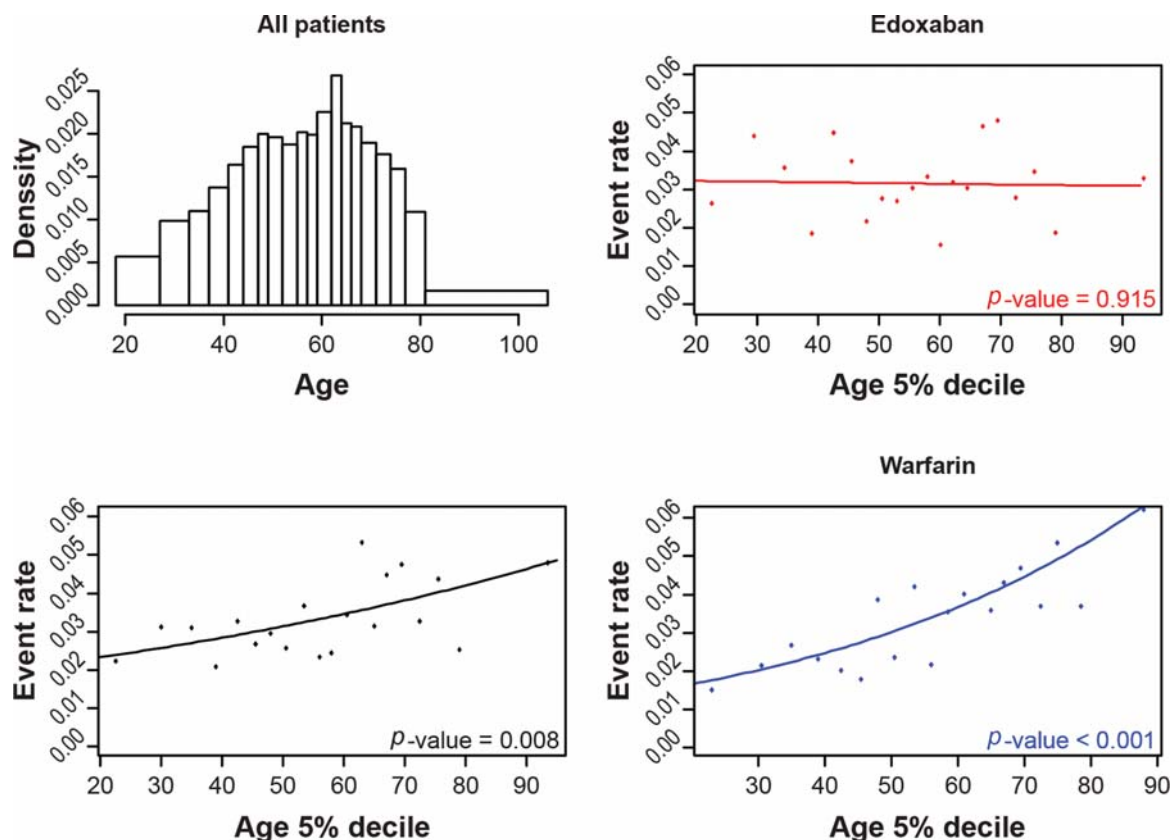 All patients
Denssity
0.000
0.005
0.010
0.015
0.020
0.025
20 40 60 80 100
Age
Edoxaban
Event rate
0.00
0.01
0.02
0.03
0.04
0.05
0.06
p-value = 0.915
20 30 40 50 60 70 80 90
Age 5% decile
Event rate
0.00
0.01
0.02
0.03
0.04
0.05
0.06
p-value = 0.008
20 30 40 50 60 70 80 90
Age 5% decile
Warfarin
Event rate
0.00
0.01
0.02
0.03
0.04
0.05
0.06
p-value < 0.001
30 40 50 60 70 80 90
Age 5% decile